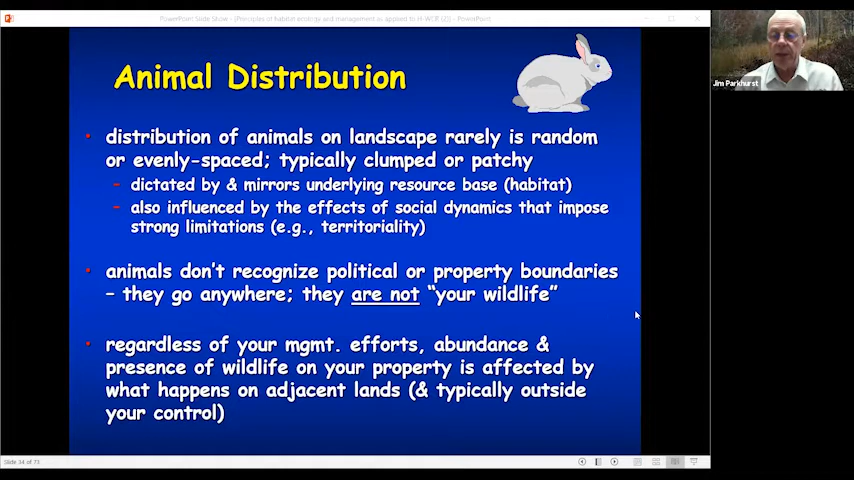 PowerPoint Slide Show - [Principles of habitat ecology and management as applied to H-WCF (2)] - PowerPoint
Jim Parkhurst
Animal Distribution
• distribution of animals on landscape rarely is random
or evenly-spaced; typically clumped or patchy
- dictated by & mirrors underlying resource base (habitat)
- also influenced by the effects of social dynamics that impose
strong limitations (e.g., territoriality)
• animals don't recognize political or property boundaries
– they go anywhere; they are not "your wildlife"
• regardless of your mgmt. efforts, abundance &
presence of wildlife on your property is affected by
what happens on adjacent lands (& typically outside
your control)
Slide 34 of 73